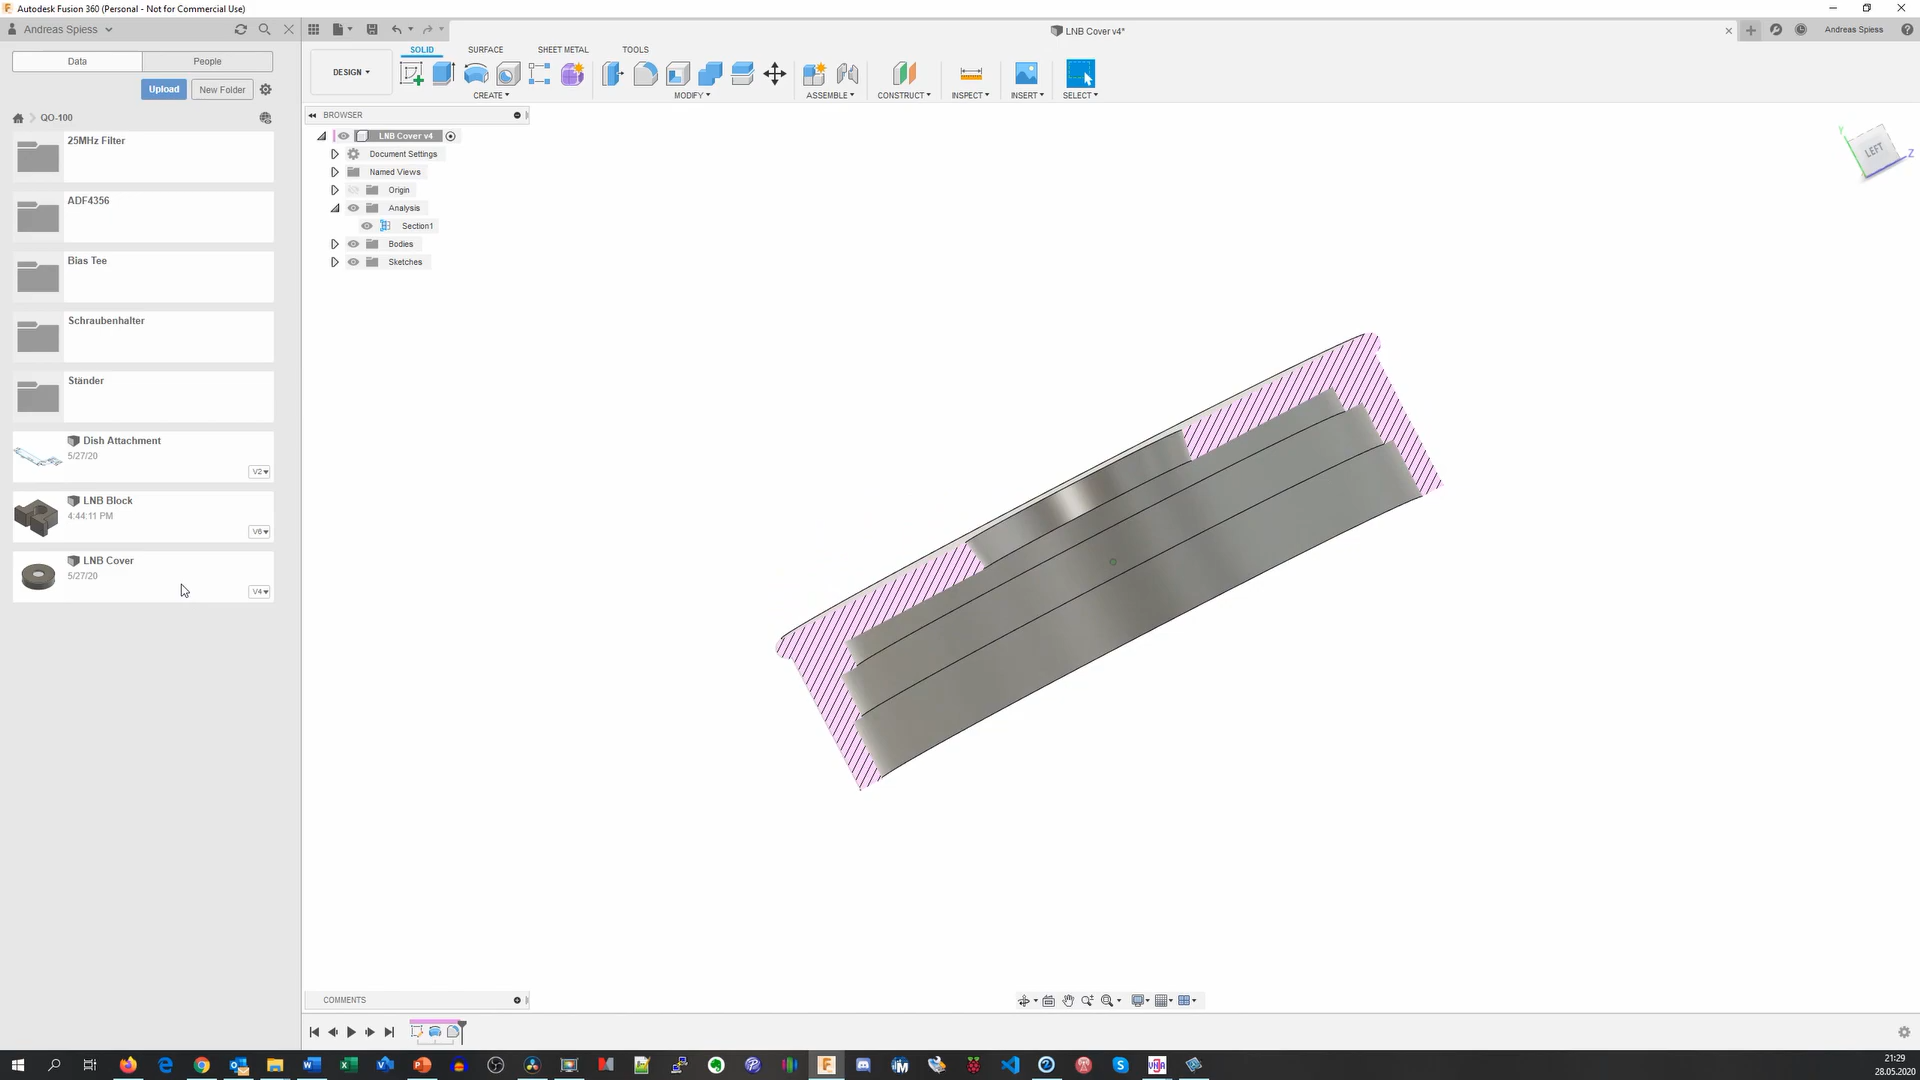 Autodesk Fusion 360 (Personal - Not for Commercial Use)
Andreas Spiess
LNB Cover v4*
Andreas Spiess
Data
People
Upload
New Folder
QO-100
25MHz Filter
ADF4356
Bias Tee
Schraubenhalter
Ständer
Dish Attachment
5/27/20
V2
LNB Block
4:44:11 PM
V6
LNB Cover
5/27/20
V4
DESIGN
SOLID
SURFACE
SHEET METAL
TOOLS
CREATE
MODIFY
ASSEMBLE
CONSTRUCT
INSPECT
INSERT
SELECT
BROWSER
LNB Cover v4
Document Settings
Named Views
Origin
Analysis
Section1
Bodies
Sketches
Y
LEFT
Z
COMMENTS
21:29
28.05.2020